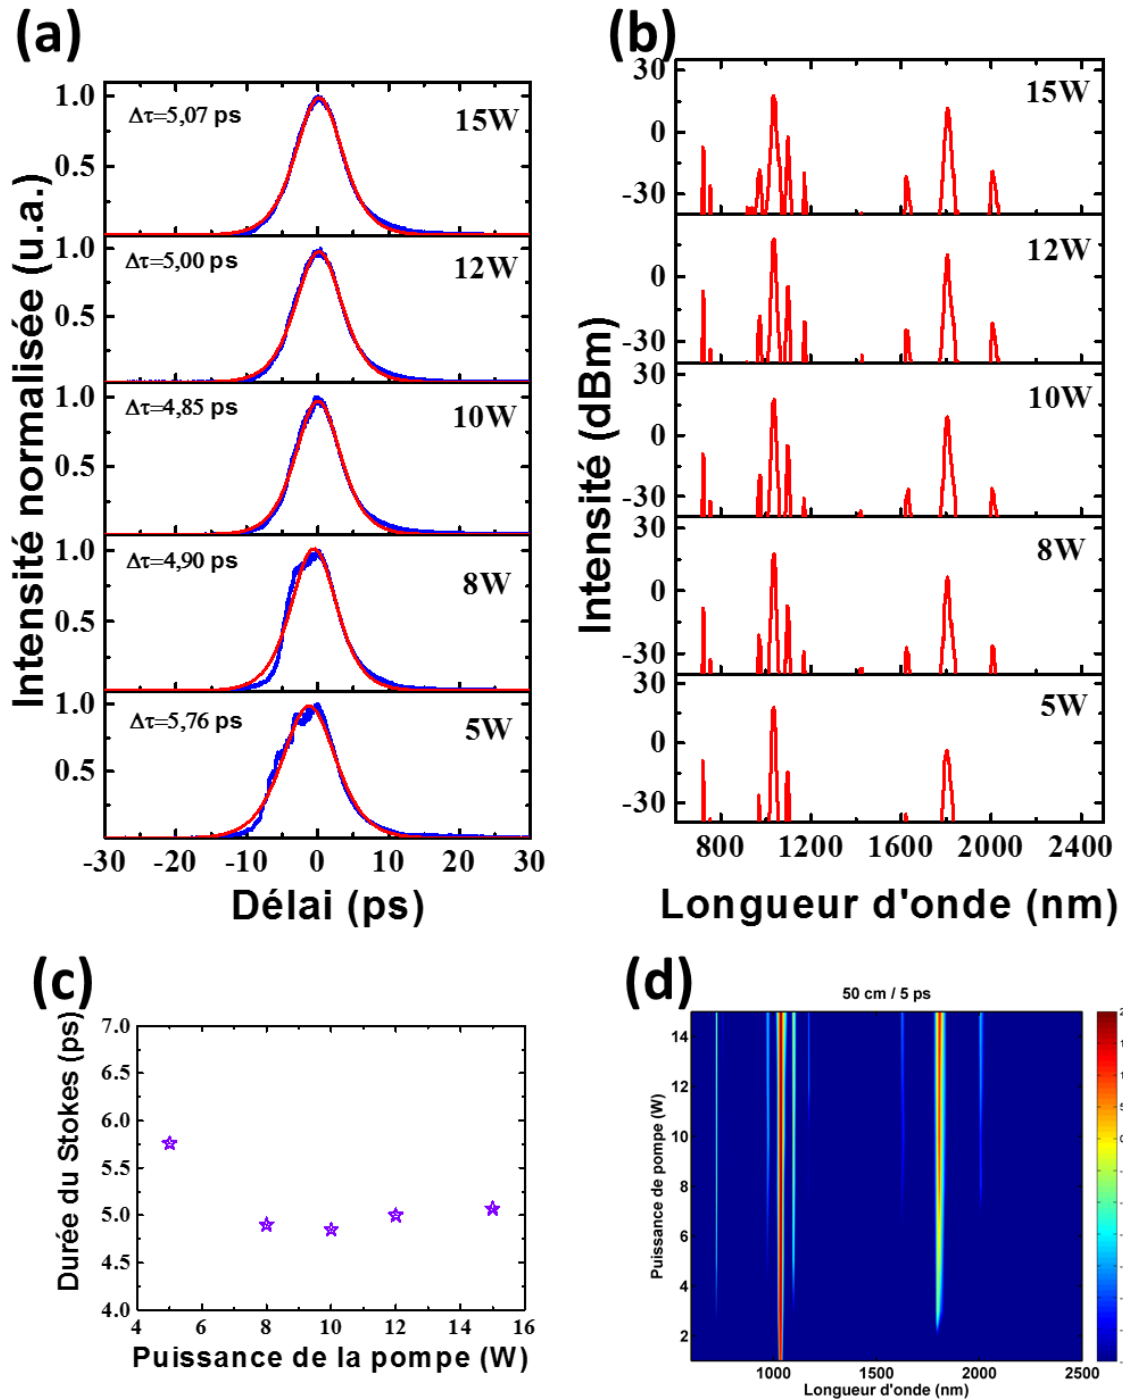 (a)
Intensité normalisée (u.a.)
1.0
0.5
Δτ=5,07 ps
15W
1.0
0.5
Δτ=5,00 ps
12W
1.0
0.5
Δτ=4,85 ps
10W
1.0
0.5
Δτ=4,90 ps
8W
1.0
0.5
Δτ=5,76 ps
5W
-30 -20 -10 0 10 20 30
Délai (ps)
(b)
Intensité (dBm)
30
0
-30
15W
0
-30
12W
30
0
-30
10W
30
0
-30
8W
30
0
-30
5W
800 1200 1600 2000 2400
Longueur d'onde (nm)
(c)
Durée du Stokes (ps)
7.0
6.5
6.0
5.5
5.0
4.5
4.0
4 6 8 10 12 14 16
Puissance de la pompe (W)
(d)
50 cm / 5 ps
Puissance de pompe (W)
14
12
10
8
6
4
2
1000 1500 2000 2500
Longueur d'onde (nm)